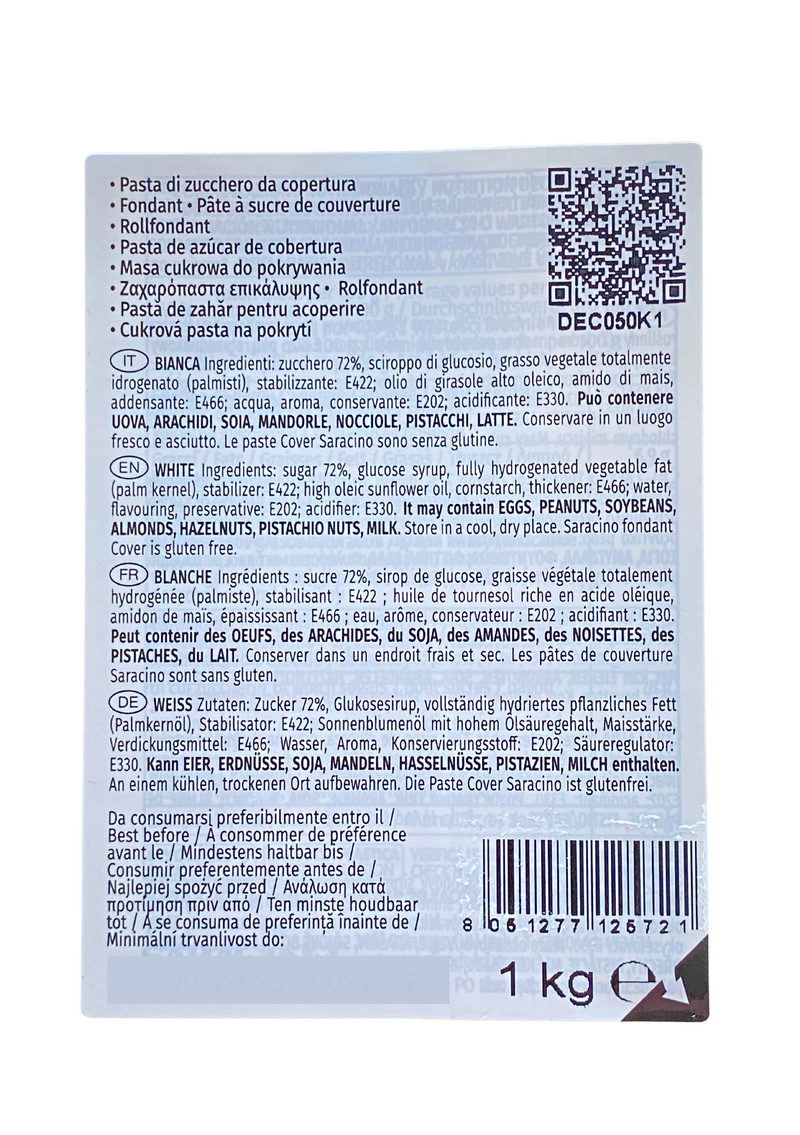 • Pasta di zucchero da copertura
• Fondant • Pâte à sucre de couverture
• Rollfondant
• Pasta de azúcar de cobertura
• Masa cukrowa do pokrywania
• Ζαχαρόπαστα επικάλυψης • Rolfondant
• Pastă de zahăr pentru acoperire
• Cukrová pasta na pokrytí
DEC050K1
IT BIANCA Ingredienti: zucchero 72%, sciroppo di glucosio, grasso vegetale totalmente
idrogenato (palmisti), stabilizzante: E422; olio di girasole alto oleico, amido di mais,
addensante: E466; acqua, aroma, conservante: E202; acidificante: E330. Può contenere
UOVA, ARACHIDI, SOIA, MANDORLE, NOCCIOLE, PISTACCHI, LATTE. Conservare in un luogo
fresco e asciutto. Le paste Cover Saracino sono senza glutine.
EN WHITE Ingredients: sugar 72%, glucose syrup, fully hydrogenated vegetable fat
(palm kernel), stabilizer: E422; high oleic sunflower oil, cornstarch, thickener: E466; water,
flavouring, preservative: E202; acidifier: E330. It may contain EGGS, PEANUTS, SOYBEANS,
ALMONDS, HAZELNUTS, PISTACHIO NUTS, MILK. Store in a cool, dry place. Saracino fondant
Cover is gluten free.
FR BLANCHE Ingrédients : sucre 72%, sirop de glucose, graisse végétale totalement
hydrogénée (palmiste), stabilisant : E422 ; huile de tournesol riche en acide oléique,
amidon de maïs, épaississant : E466 ; eau, arôme, conservateur : E202 ; acidifiant : E330.
Peut contenir des OEUFS, des ARACHIDES, du SOJA, des AMANDES, des NOISETTES, des
PISTACHES, du LAIT. Conserver dans un endroit frais et sec. Les pâtes de couverture
Saracino sont sans gluten.
DE WEISS Zutaten: Zucker 72%, Glukosesirup, vollständig hydriertes pflanzliches Fett
(Palmkernöl), Stabilisator: E422; Sonnenblumenöl mit hohem Ölsäuregehalt, Maisstärke,
Verdickungsmittel: E466; Wasser, Aroma, Konservierungsstoff: E202; Säureregulator:
E330. Kann EIER, ERDNÜSSE, SOJA, MANDELN, HASSELNÜSSE, PISTAZIEN, MILCH enthalten.
An einem kühlen, trockenen Ort aufbewahren. Die Paste Cover Saracino ist glutenfrei.
Da consumarsi preferibilmente entro il /
Best before / À consommer de préférence
avant le / Mindestens haltbar bis /
Consumir preferentemente antes de /
Najlepiej spożyć przed / Ανάλωση κατά
προτίμηση πριν από / Ten minste houdbaar
tot / A se consuma de preferință înainte de /
Minimální trvanlivost do:
8 061277 126721
1 kg ℮